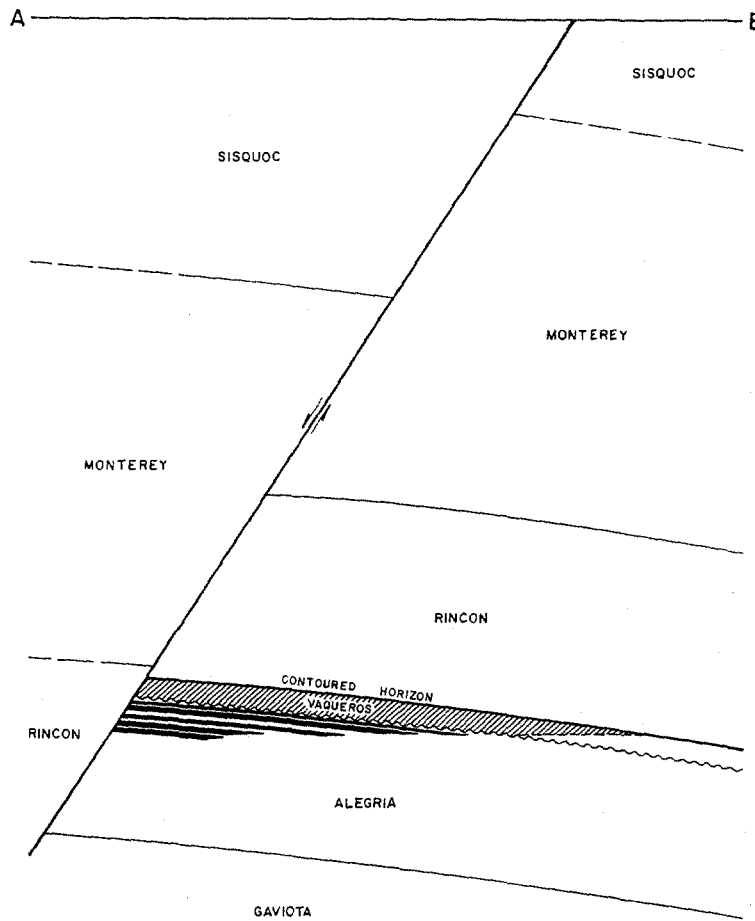 A
SISQUOC
SISQUOC
MONTEREY
MONTEREY
RINCON
CONTOURED HORIZON
VAQUEROS
RINCON
ALEGRIA
GAVIOTA